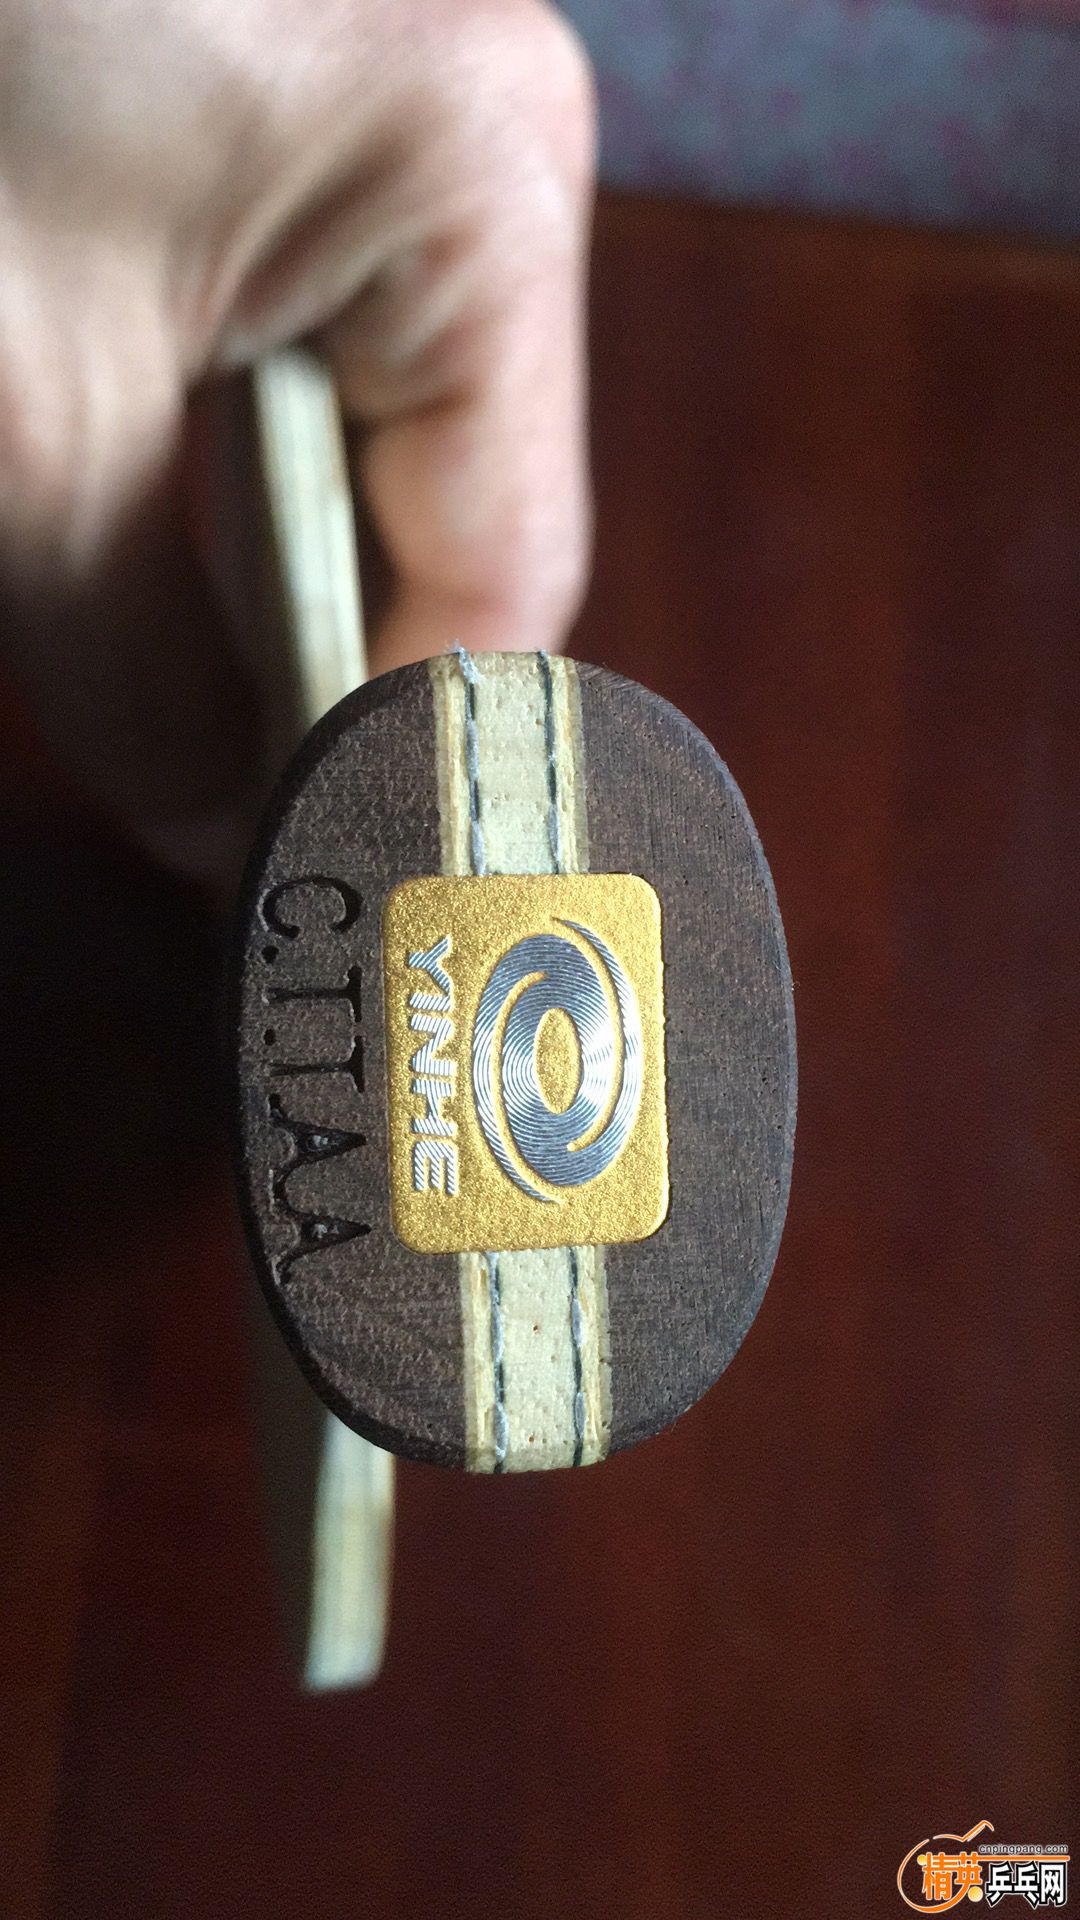 C.T.T.A.A
YINHE
cnpingpang.com
精英乒乓网